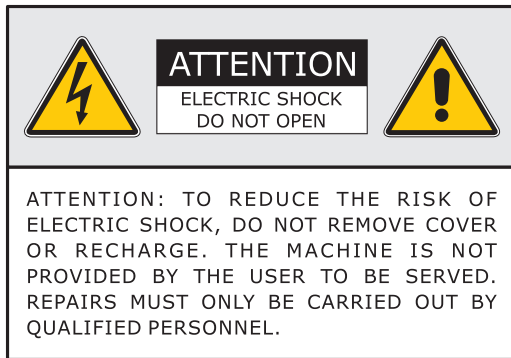 ATTENTION
ELECTRIC SHOCK
DO NOT OPEN
ATTENTION: TO REDUCE THE RISK OF
ELECTRIC SHOCK, DO NOT REMOVE COVER
OR RECHARGE. THE MACHINE IS NOT
PROVIDED BY THE USER TO BE SERVED.
REPAIRS MUST ONLY BE CARRIED OUT BY
QUALIFIED PERSONNEL.